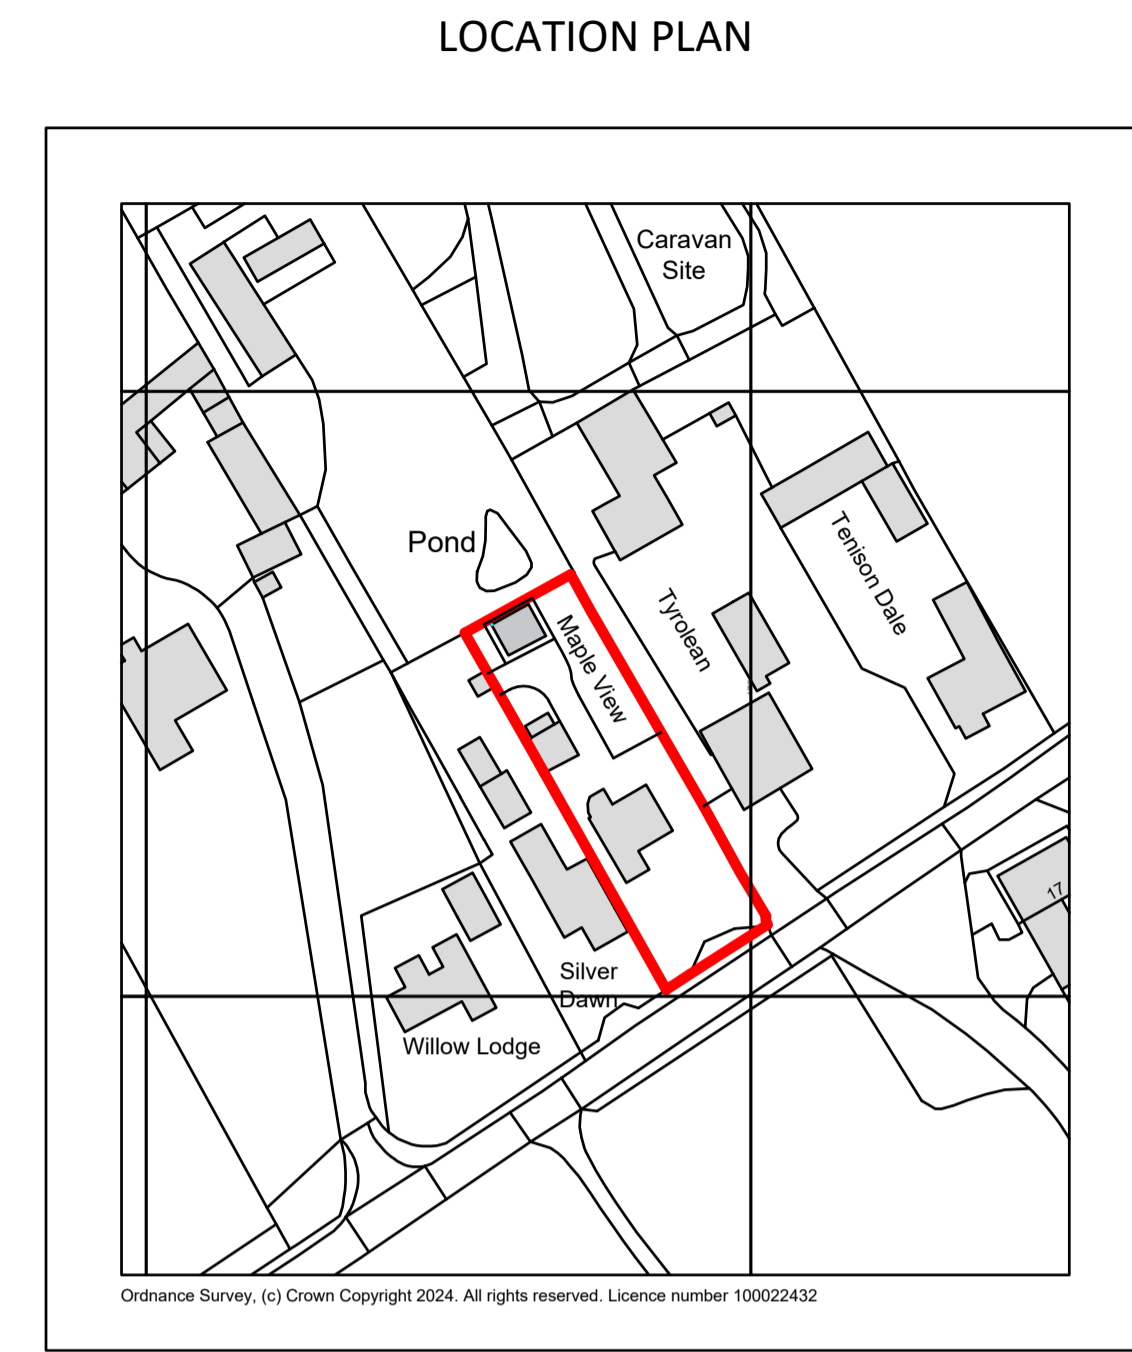 LOCATION PLAN
Caravan
Site
Pond
Tenison Dale
Tyrolean
Maple View
17
Silver
Dawn
Willow Lodge
Ordnance Survey, (c) Crown Copyright 2024. All rights reserved. Licence number 100022432